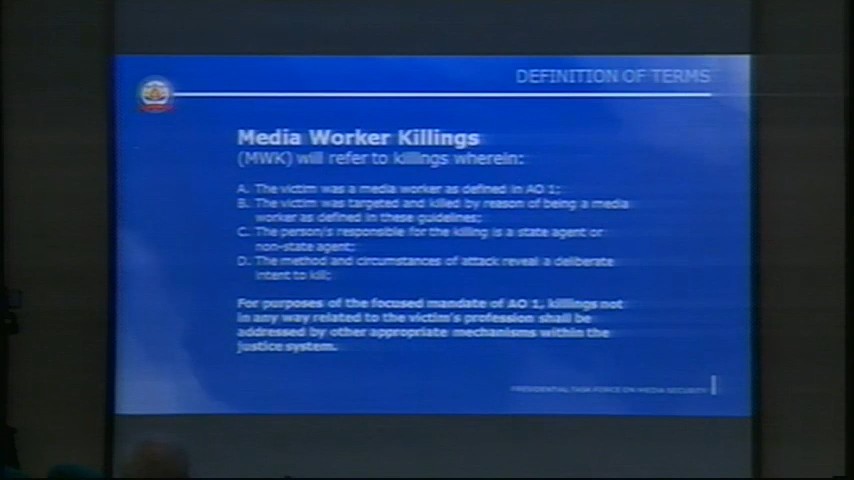 DEFINITION OF TERMS
Media Worker Killings
(MWK) will refer to killings wherein:
A. The victim was a media worker as defined in AO 1;
B. The victim was targeted and killed by reason of being a media
worker as defined in these guidelines;
C. The person/s responsible for the killing is a state agent or
non-state agent;
D. The method and circumstances of attack reveal a deliberate
intent to kill;
For purposes of the focused mandate of AO 1, killings not
in any way related to the victim's profession shall be
addressed by other appropriate mechanisms within the
justice system.
PRESIDENTIAL TASK FORCE ON MEDIA SECURITY